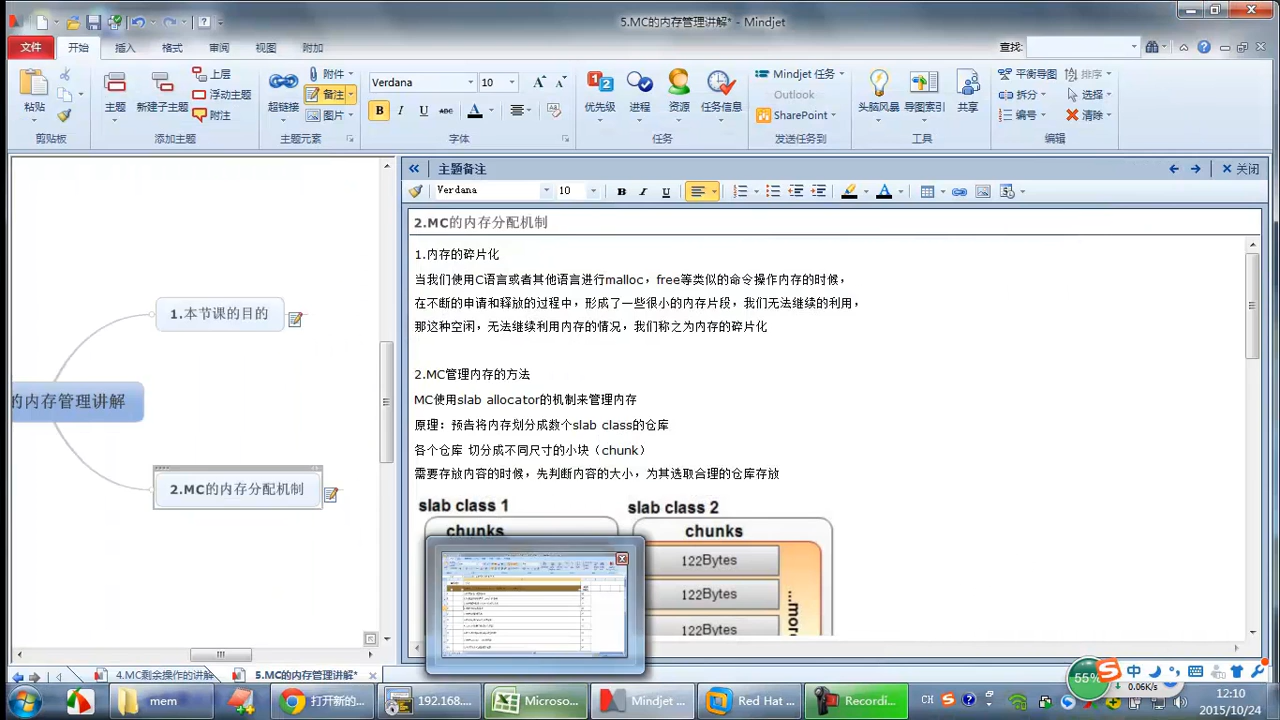 5.MC的内存管理讲解* - Mindjet
文件
开始
插入
格式
审阅
视图
附加
查找:
粘贴
剪贴板
主题
新建子主题
上层
浮动主题
附注
添加主题
超链接
附件
备注
图片
主题元素
Verdana
10
B I U abc A
字体
优先级
进程
资源
任务信息
任务
Mindjet 任务
Outlook
SharePoint
发送任务到
头脑风暴
导图索引
共享
工具
平衡导图
拆分
编号
排序
选择
清除
编辑
主题备注
关闭
Verdana
10
B I U
A
2.MC的内存分配机制
1.内存的碎片化
当我们使用C语言或者其他语言进行malloc，free等类似的命令操作内存的时候，
在不断的申请和释放的过程中，形成了一些很小的内存片段，我们无法继续的利用，
那这种空闲，无法继续利用内存的情况，我们称之为内存的碎片化
2.MC管理内存的方法
MC使用slab allocator的机制来管理内存
原理：预告将内存划分成数个slab class的仓库
各个仓库 切分成不同尺寸的小块（chunk）
需要存放内容的时候，先判断内容的大小，为其选取合理的仓库存放
slab class 1
slab class 2
chunks
chunks
122Bytes
122Bytes
122Bytes
...more
1.本节课的目的
的内存管理讲解
2.MC的内存分配机制
4.MC剩余操作的讲解
5.MC的内存管理讲解*
55%
0.06K/s
中
mem
打开新的...
192.168....
Microso...
Mindjet ...
Red Hat ...
Recordi...
CH
12:10
2015/10/24